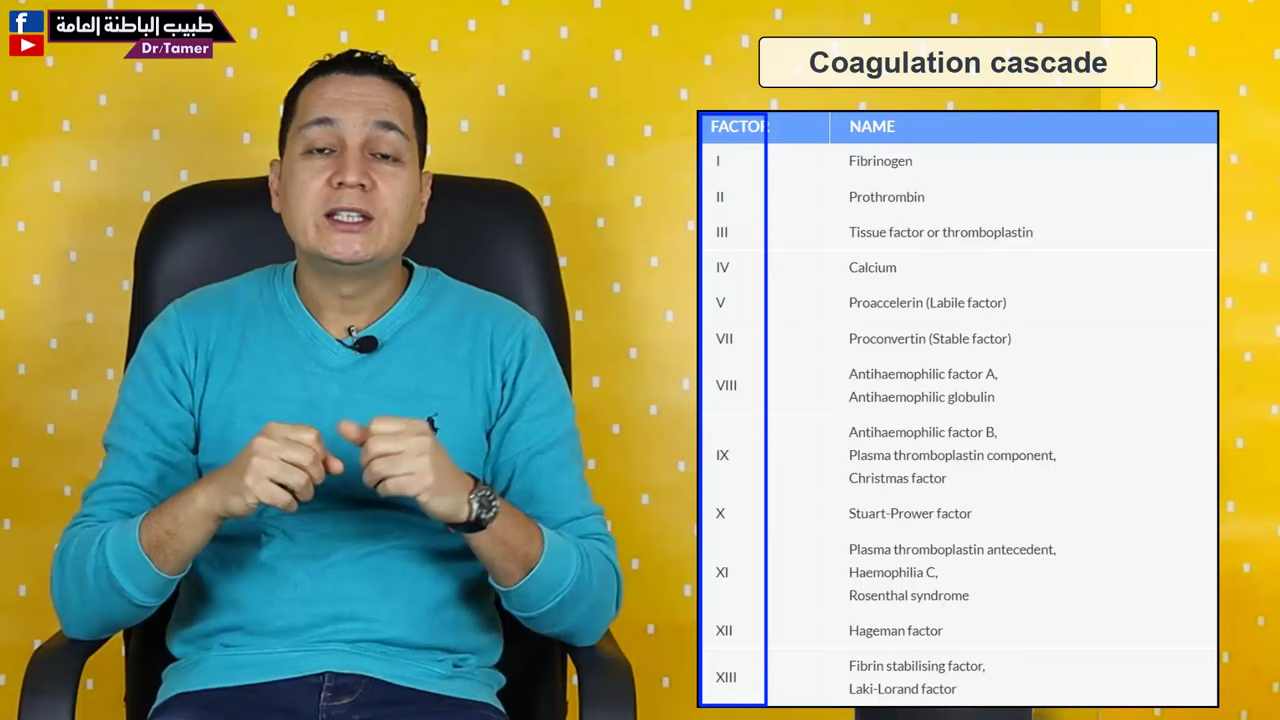 طبيب الباطنة العامة
Dr/Tamer
Coagulation cascade
FACTOR NAME
I Fibrinogen
II Prothrombin
III Tissue factor or thromboplastin
IV Calcium
V Proaccelerin (Labile factor)
VII Proconvertin (Stable factor)
VIII Antihaemophilic factor A,
Antihaemophilic globulin
IX Antihaemophilic factor B,
Plasma thromboplastin component,
Christmas factor
X Stuart-Prower factor
XI Plasma thromboplastin antecedent,
Haemophilia C,
Rosenthal syndrome
XII Hageman factor
XIII Fibrin stabilising factor,
Laki-Lorand factor